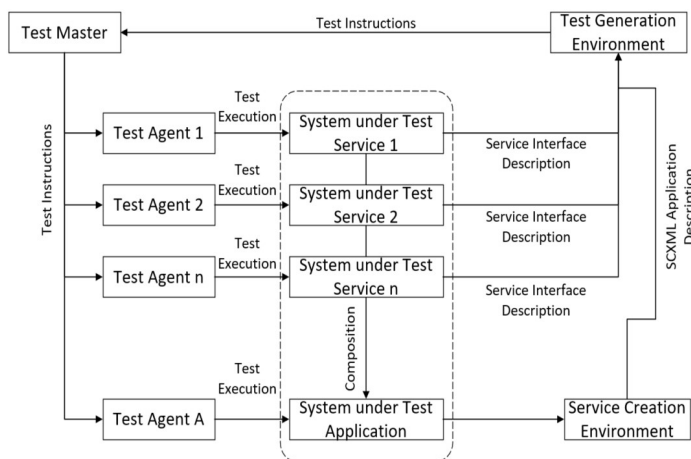 Test Master
Test Instructions
Test Generation
Environment
Test Instructions
Test Agent 1
Test
Execution
System under Test
Service 1
Service Interface
Description
Test Agent 2
Test
Execution
System under Test
Service 2
Service Interface
Description
Test Agent n
Test
Execution
System under Test
Service n
Service Interface
Description
SCXML Application
Description
Composition
Test Agent A
Test
Execution
System under Test
Application
Service Creation
Environment